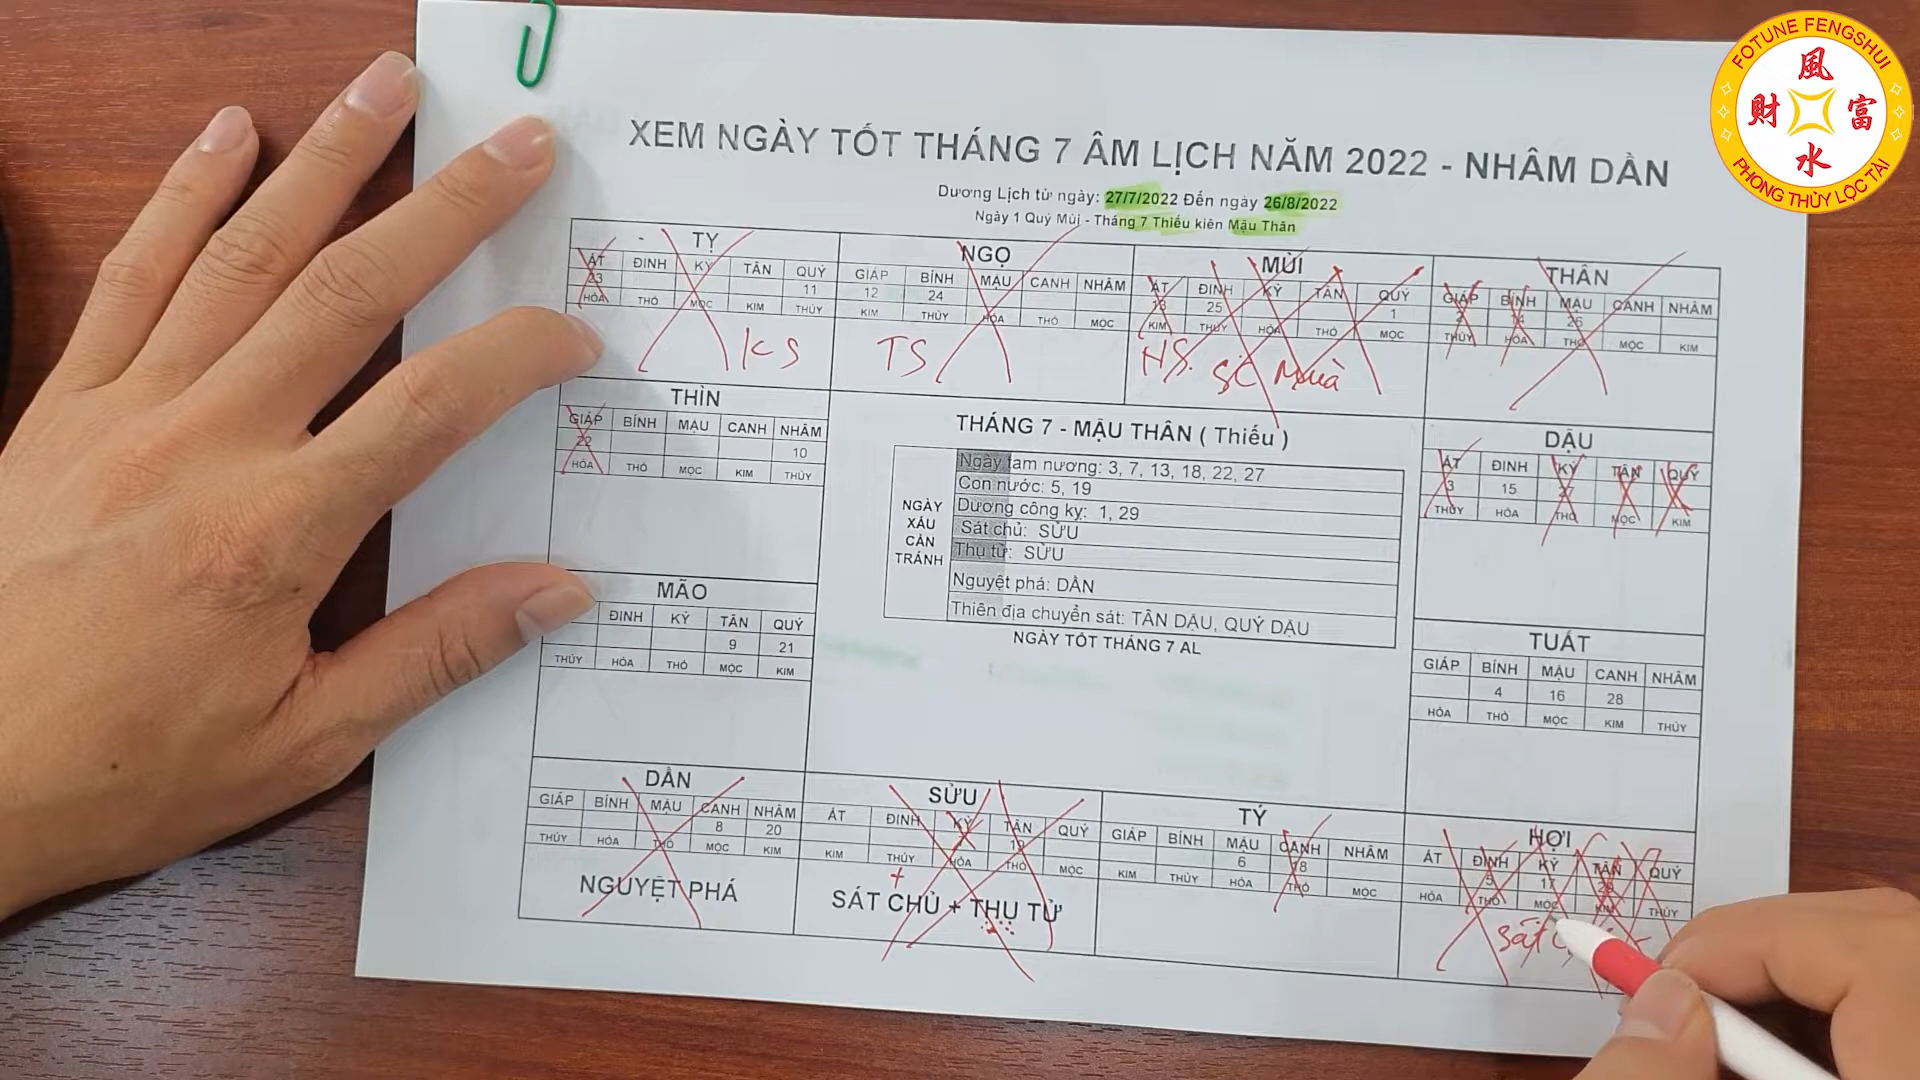 FOTUNE FENGSHUI
風
財 富
水
PHONG THỦY LỘC TÀI
XEM NGÀY TỐT THÁNG 7 ÂM LỊCH NĂM 2022 - NHÂM DẦN
Dương Lịch từ ngày: 27/7/2022 Đến ngày 26/8/2022
Ngày 1 Quý Mùi - Tháng 7 Thiếu kiên Mậu Thân
TỴ
ẤT ĐINH KỶ TÂN QUÝ
23 11
HỎA THỔ MỘC KIM THỦY
KS
NGỌ
GIÁP BÍNH MẬU CANH NHÂM
12 24
KIM THỦY HỎA THỔ MỘC
TS
MÙI
ẤT ĐINH KỶ TÂN QUÝ
13 25 1
KIM THỦY HỎA THỔ MỘC
HS.
THÂN
GIÁP BÍNH MẬU CANH NHÂM
2 14 26
THỦY HỎA THỔ MỘC KIM
THÌN
GIÁP BÍNH MẬU CANH NHÂM
22 10
HỎA THỔ MỘC KIM THỦY
THÁNG 7 - MẬU THÂN ( Thiếu )
NGÀY XẤU CẦN TRÁNH
Ngày tam nương: 3, 7, 13, 18, 22, 27
Con nước: 5, 19
Dương công kỵ: 1, 29
Sát chủ: SỬU
Thụ tử: SỬU
Nguyệt phá: DẦN
Thiên địa chuyển sát: TÂN DẬU, QUÝ DẬU
NGÀY TỐT THÁNG 7 AL
DẬU
ẤT ĐINH KỶ TÂN QUÝ
3 15 27
THỦY HỎA THỔ MỘC KIM
MÃO
ĐINH KỶ TÂN QUÝ
9 21
THỦY HỎA THỔ MỘC KIM
TUẤT
GIÁP BÍNH MẬU CANH NHÂM
4 16 28
HỎA THỔ MỘC KIM THỦY
DẦN
GIÁP BÍNH MẬU CANH NHÂM
8 20
THỦY HỎA THỔ MỘC KIM
NGUYỆT PHÁ
SỬU
ẤT ĐINH KỶ TÂN QUÝ
19
KIM THỦY HỎA THỔ MỘC
SÁT CHỦ + THỤ TỬ
TÝ
GIÁP BÍNH MẬU CANH NHÂM
6 18
KIM THỦY HỎA THỔ MỘC
HỢI
ẤT ĐINH KỶ TÂN QUÝ
5 17 29
HỎA THỔ MỘC KIM THỦY
sát